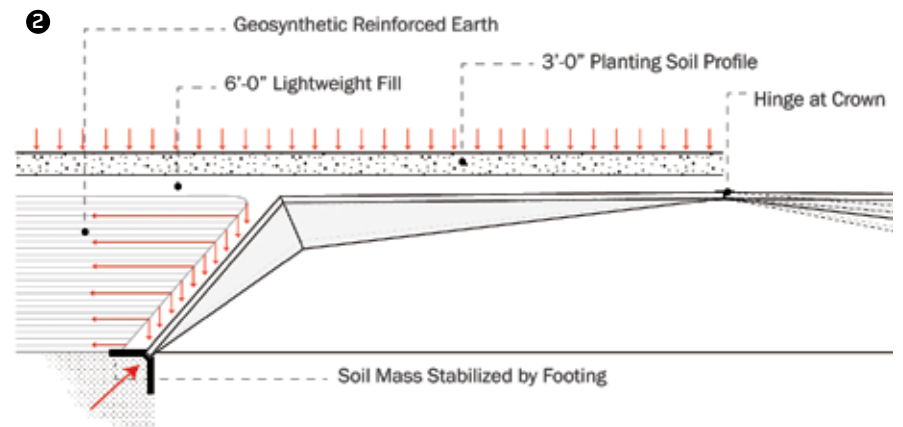 2
Geosynthetic Reinforced Earth
3'-0” Planting Soil Profile
6'-0” Lightweight Fill
Hinge at Crown
Soil Mass Stabilized by Footing